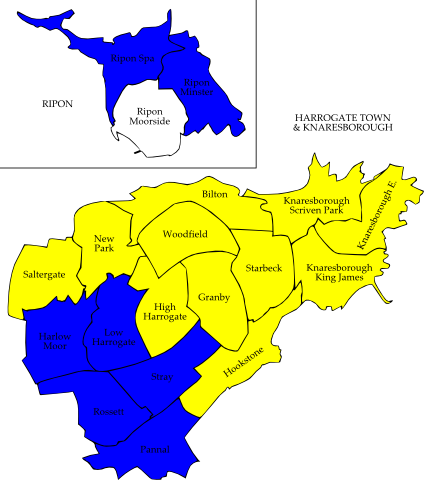 Ripon Spa
Ripon
Minster
RIPON
Ripon
Moorside
HARROGATE TOWN
& KNARESBOROUGH
Bilton
Knaresborough
Scriven Park
Knaresborough E.
New
Park
Woodfield
Saltergate
Starbeck
Knaresborough
King James
High
Harrogate
Granby
Harlow
Moor
Low
Harrogate
Hookstone
Stray
Rossett
Pannal